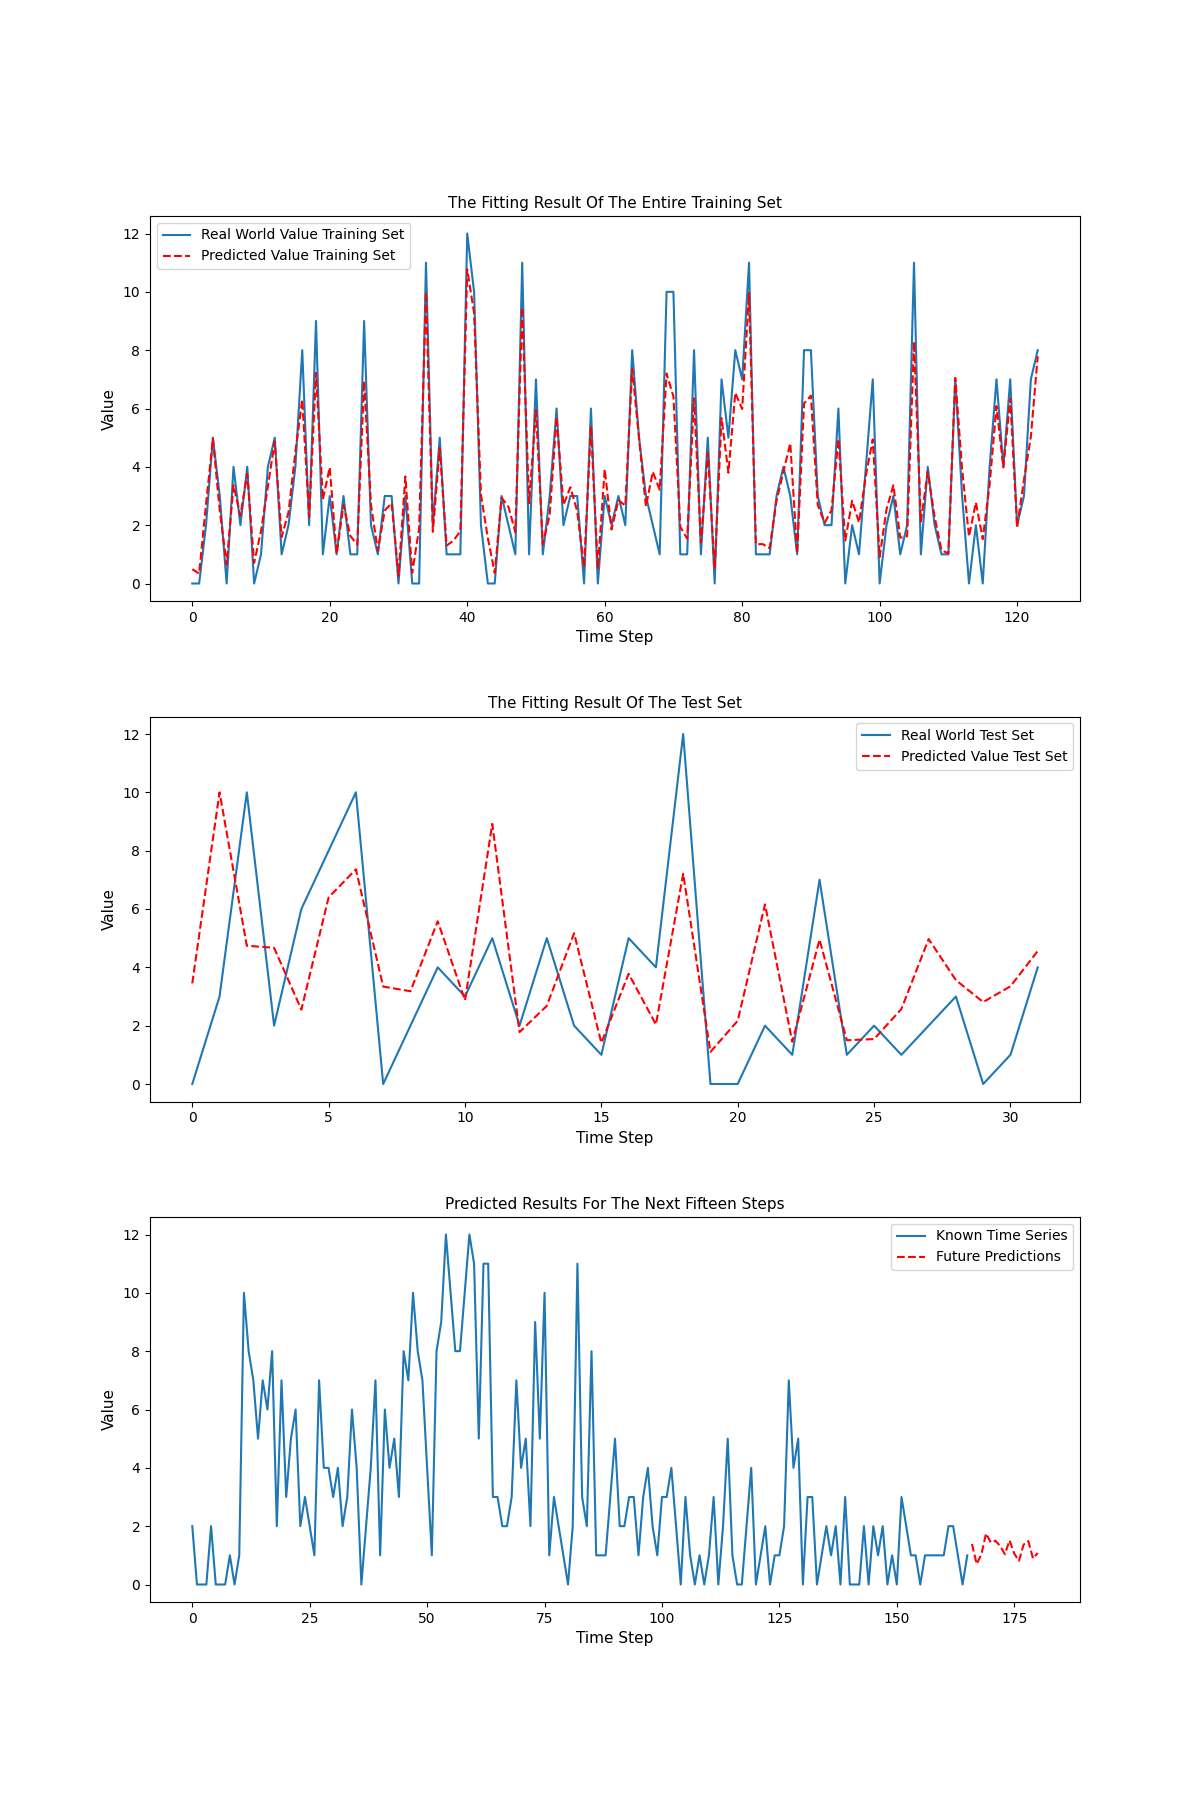 The Fitting Result Of The Entire Training Set
Real World Value Training Set
Predicted Value Training Set
Value
12
10
8
6
4
2
0
0 20 40 60 80 100 120
Time Step
The Fitting Result Of The Test Set
Real World Test Set
Predicted Value Test Set
Value
12
10
8
6
4
2
0
0 5 10 15 20 25 30
Time Step
Predicted Results For The Next Fifteen Steps
Known Time Series
Future Predictions
Value
12
10
8
6
4
2
0
0 25 50 75 100 125 150 175
Time Step